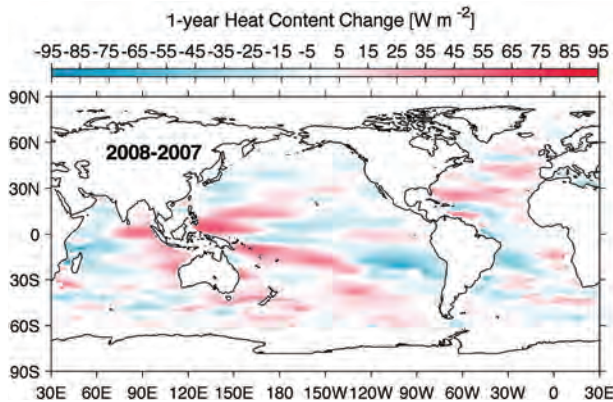 1-year Heat Content Change [W m -2]
-95 -85 -75 -65 -55 -45 -35 -25 -15 -5 5 15 25 35 45 55 65 75 85 95
90N
60N
2008-2007
30N
0
30S
60S
90S
30E 60E 90E 120E 150E 180 150W 120W 90W 60W 30W 0 30E